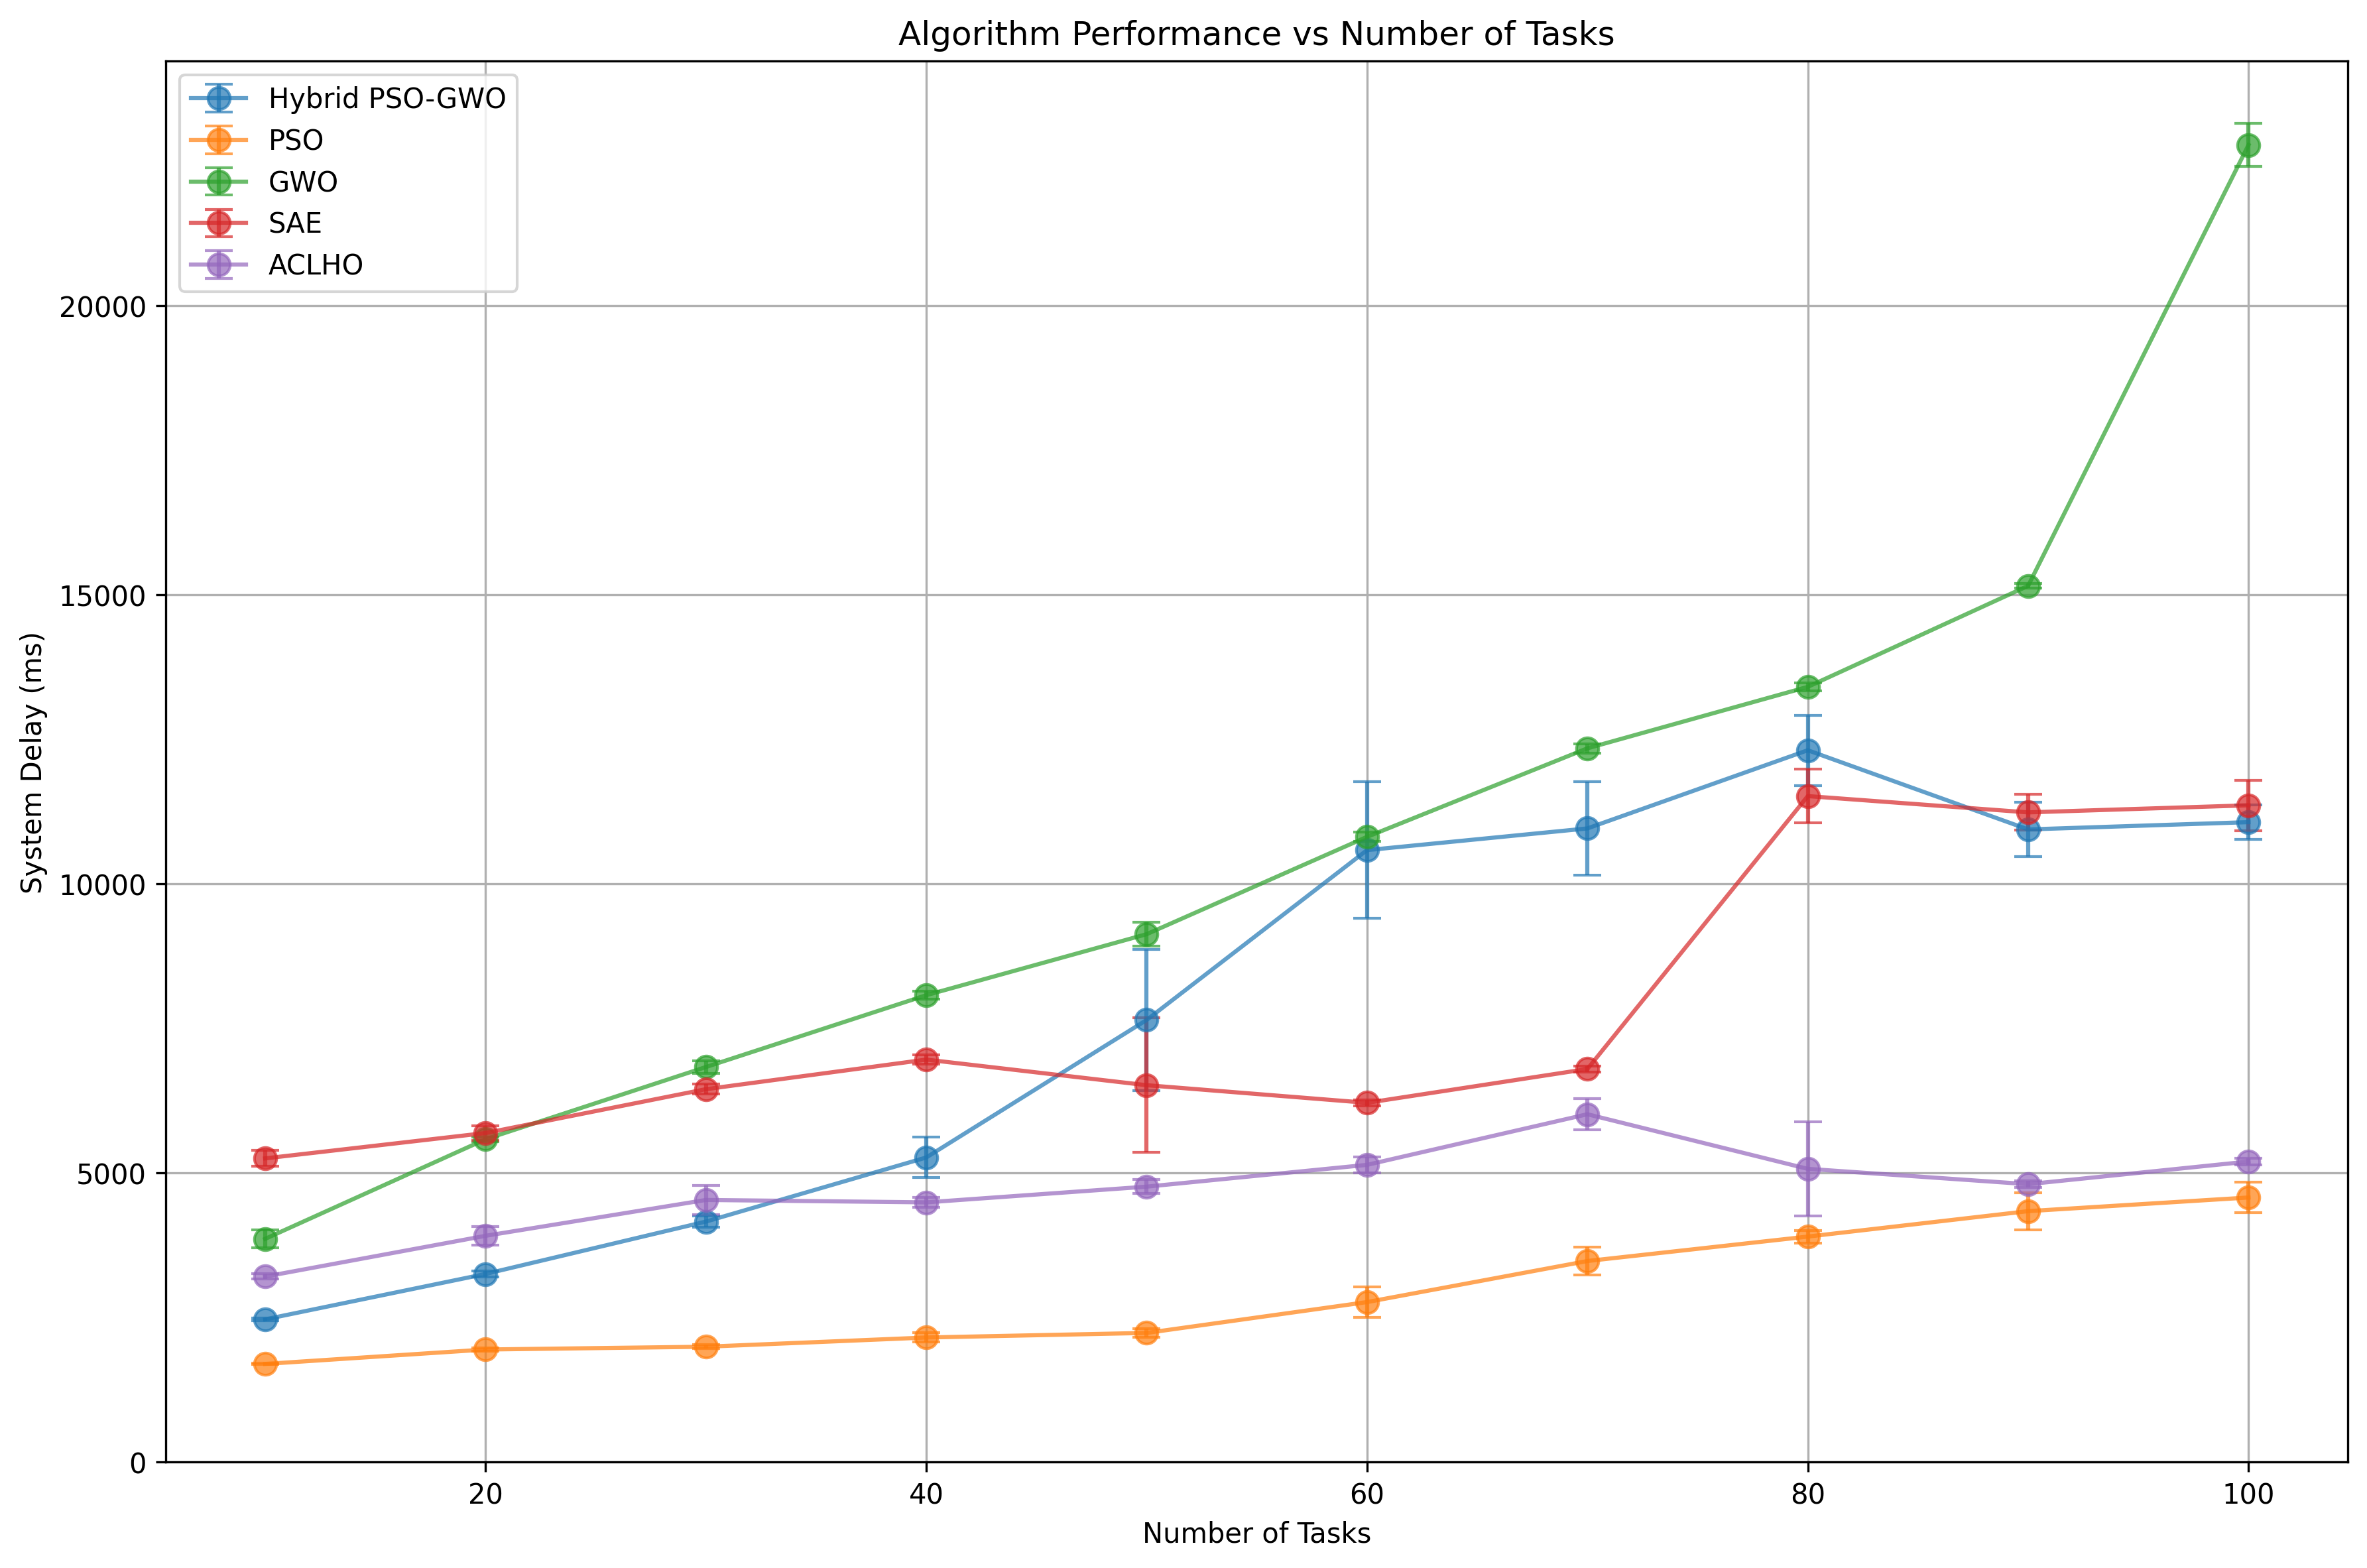 Algorithm Performance vs Number of Tasks
Hybrid PSO-GWO
PSO
GWO
SAE
ACLHO
System Delay (ms)
20000
15000
10000
5000
0
20
40
60
80
100
Number of Tasks